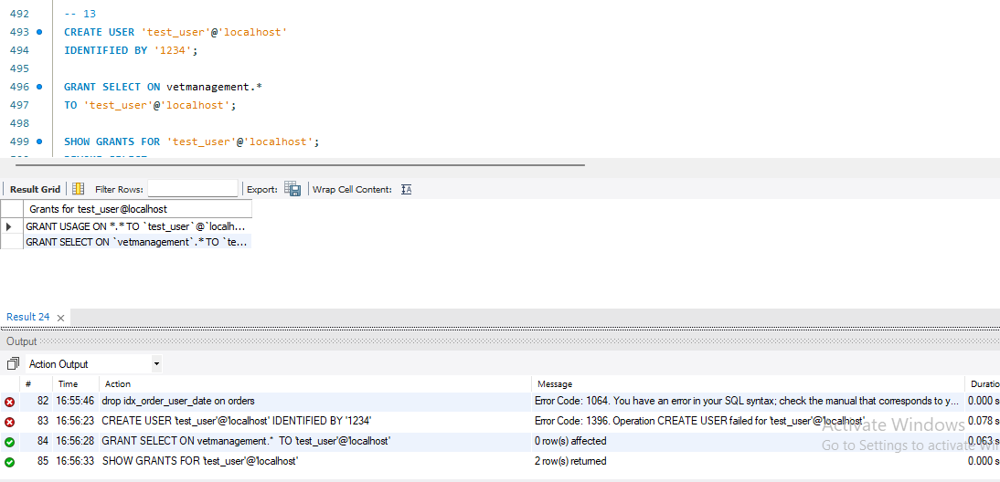 492 -- 13
493 CREATE USER 'test_user'@'localhost'
494 IDENTIFIED BY '1234';
495
496 GRANT SELECT ON vetmanagement.*
497 TO 'test_user'@'localhost';
498
499 SHOW GRANTS FOR 'test_user'@'localhost';
Result Grid Filter Rows: Export: Wrap Cell Content:
Grants for test_user@localhost
GRANT USAGE ON *.* TO `test_user`@`localh...
GRANT SELECT ON `vetmanagement`.* TO `te...
Result 24
Output
Action Output
# Time Action Message Duratio
82 16:55:46 drop idx_order_user_date on orders Error Code: 1064. You have an error in your SQL syntax; check the manual that corresponds to y... 0.000 s
83 16:56:23 CREATE USER 'test_user'@'localhost' IDENTIFIED BY '1234' Error Code: 1396. Operation CREATE USER failed for 'test_user'@'localhost' 0.078 s
Activate Windows
84 16:56:28 GRANT SELECT ON vetmanagement.* TO 'test_user'@'localhost' 0 row(s) affected 0.063 s
Go to Settings to activate Win
85 16:56:33 SHOW GRANTS FOR 'test_user'@'localhost' 2 row(s) returned 0.000 s